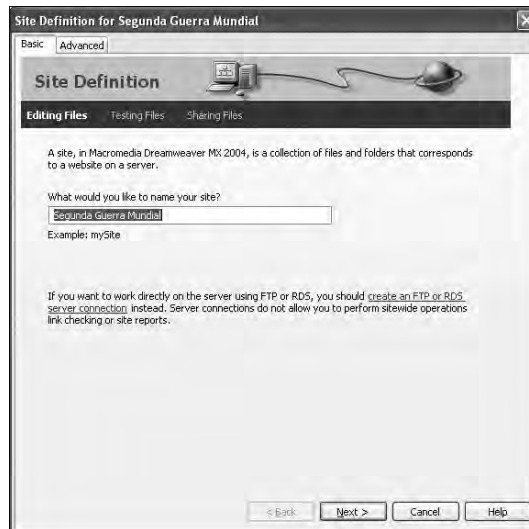 Site Definition for Segunda Guerra Mundial
Basic Advanced
Site Definition
Editing Files Testing Files Sharing Files
A site, in Macromedia Dreamweaver MX 2004, is a collection of files and folders that corresponds
to a website on a server.
What would you like to name your site?
Segunda Guerra Mundial
Example: mySite
If you want to work directly on the server using FTP or RDS, you should create an FTP or RDS
server connection instead. Server connections do not allow you to perform sitewide operations
link checking or site reports.
< Back Next > Cancel Help